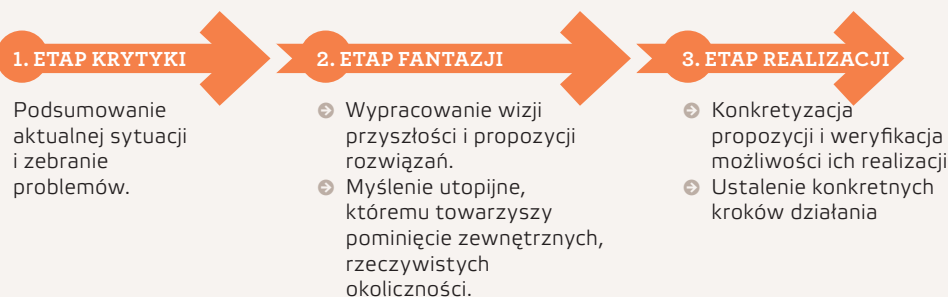 1. ETAP KRYTYKI
Podsumowanie
aktualnej sytuacji
i zebranie
problemów.
2. ETAP FANTAZJI
Wypracowanie wizji
przyszłości i propozycji
rozwiązań.
Myślenie utopijne,
któremu towarzyszy
pominięcie zewnętrznych,
rzeczywistych
okoliczności.
3. ETAP REALIZACJI
Konkretyzacja
propozycji i weryfikacja
możliwości ich realizacji
Ustalenie konkretnych
kroków działania